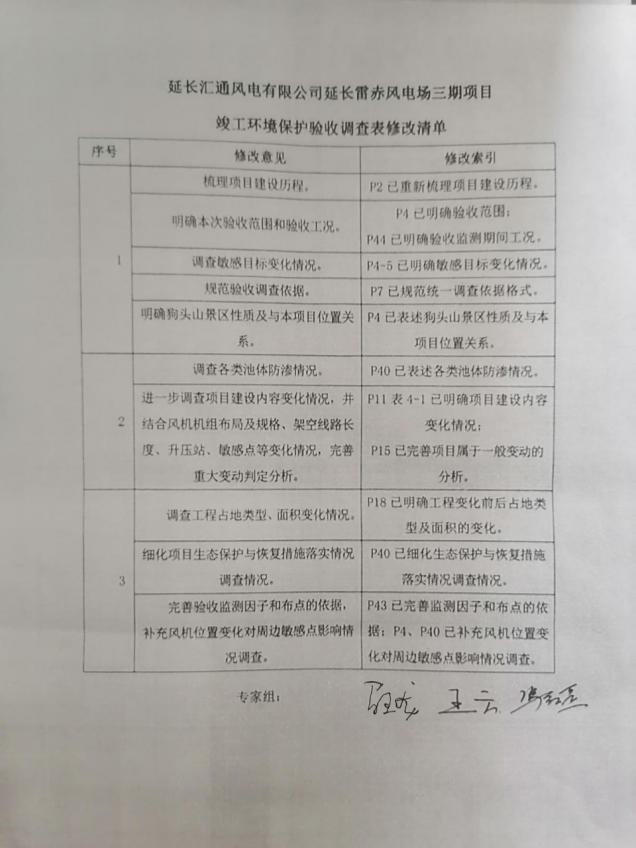 延长汇通风电有限公司延长雷赤风电场三期项目
竣工环境保护验收调查表修改清单
序号
修改意见
修改索引
1
梳理项目建设历程。
P2 已重新梳理项目建设历程。
明确本次验收范围和验收工况。
P4 已明确验收范围；
P44 已明确验收监测期间工况。
调查敏感目标变化情况。
P4-5 已明确敏感目标变化情况。
规范验收调查依据。
P7 已规范统一调查依据格式。
明确狗头山景区性质及与本项目位置关
系。
P4 已表述狗头山景区性质及与本
项目位置关系。
2
调查各类池体防渗情况。
P40 已表述各类池体防渗情况。
进一步调查项目建设内容变化情况，并
结合风机机组布局及规格、架空线路长
度、升压站、敏感点等变化情况，完善
重大变动判定分析。
P11 表 4-1 已明确项目建设内容
变化情况；
P15 已完善项目属于一般变动的
分析。
3
调查工程占地类型、面积变化情况。
P18 已明确工程变化前后占地类
型及面积的变化。
细化项目生态保护与恢复措施落实情况
调查情况。
P40 已细化生态保护与恢复措施
落实情况调查情况。
完善验收监测因子和布点的依据，
补充风机位置变化对周边敏感点影响情
况调查。
P43 已完善监测因子和布点的依
据；P4、P40 已补充风机位置变
化对周边敏感点影响情况调查。
专家组：
王云